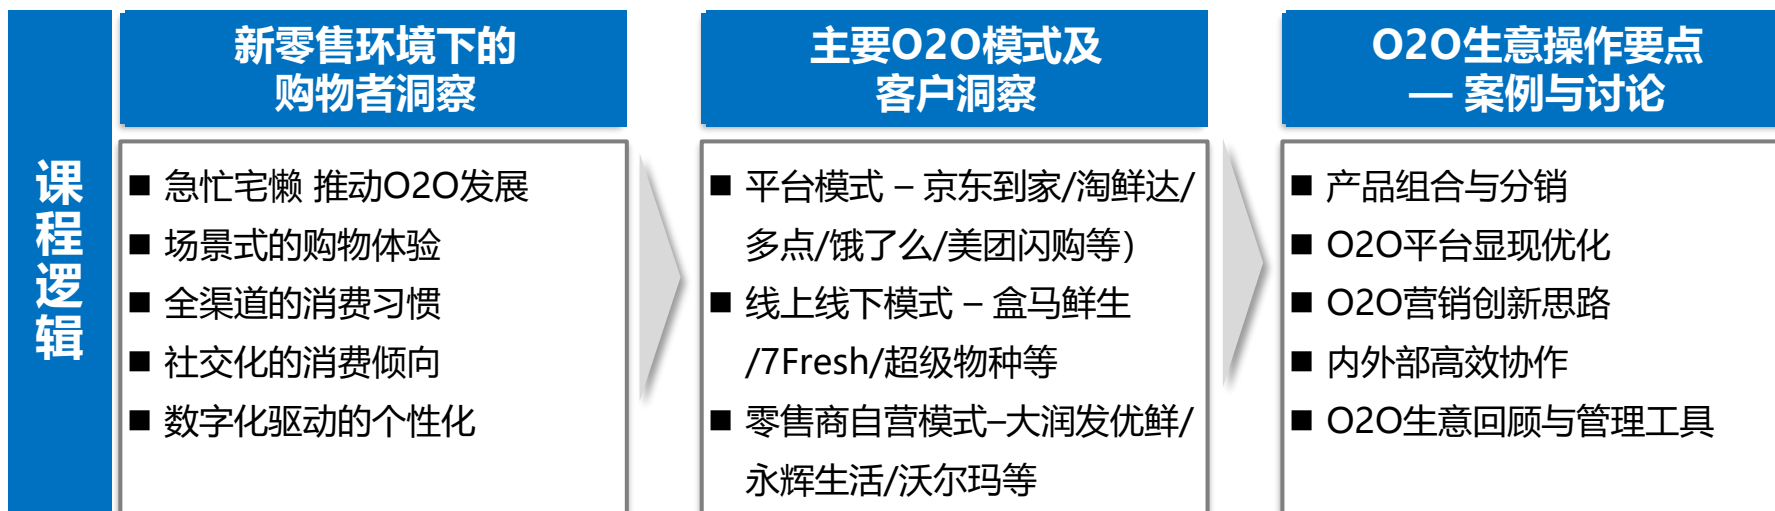 课程逻辑
新零售环境下的
购物者洞察
■ 急忙宅懒 推动O2O发展
■ 场景式的购物体验
■ 全渠道的消费习惯
■ 社交化的消费倾向
■ 数字化驱动的个性化
主要O2O模式及
客户洞察
■ 平台模式 – 京东到家/淘鲜达/
多点/饿了么/美团闪购等）
■ 线上线下模式 – 盒马鲜生
/7Fresh/超级物种等
■ 零售商自营模式–大润发优鲜/
永辉生活/沃尔玛等
O2O生意操作要点
— 案例与讨论
■ 产品组合与分销
■ O2O平台显现优化
■ O2O营销创新思路
■ 内外部高效协作
■ O2O生意回顾与管理工具